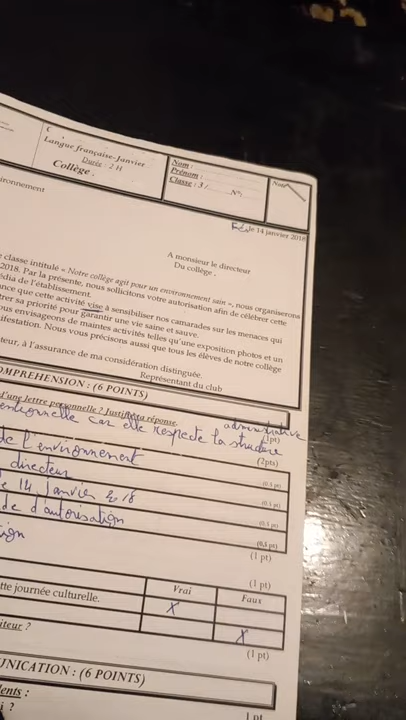 C
Langue française-Janvier
Durée : 2 H
Collège .
Nom :
Prénom :
Classe : 3 / N° :
Note
ironnement
Fès le 14 janvier 2018
A monsieur le directeur
Du collège .
classe intitulé « Notre collège agit pour un environnement sain », nous organiserons
2018. Par la présente, nous sollicitons votre autorisation afin de célébrer cette
édia de l'établissement.
ance que cette activité vise à sensibiliser nos camarades sur les menaces qui
trer sa priorité pour garantir une vie saine et sauve.
ous envisageons de maintes activités telles qu'une exposition photos et un
ifestation. Nous vous précisons aussi que tous les élèves de notre collège
teur, à l'assurance de ma considération distinguée.
Représentant du club
OMPREHENSION : (6 POINTS)
d'une lettre personnelle ? Justifiez ta réponse.
entionnelle car elle respecte la structure administrative
(1pt)
de l'environnement
(2pts)
directeur
(0.5 pt)
le 14 janvier 2018
(0.5 pt)
de d'autorisation
(0.5 pt)
ign
(0,5 pt)
(1 pt)
(1 pt)
Vrai Faux
tte journée culturelle. X
X
iteur ?
(1 pt)
UNICATION : (6 POINTS)
ents :
i ?
1 pt